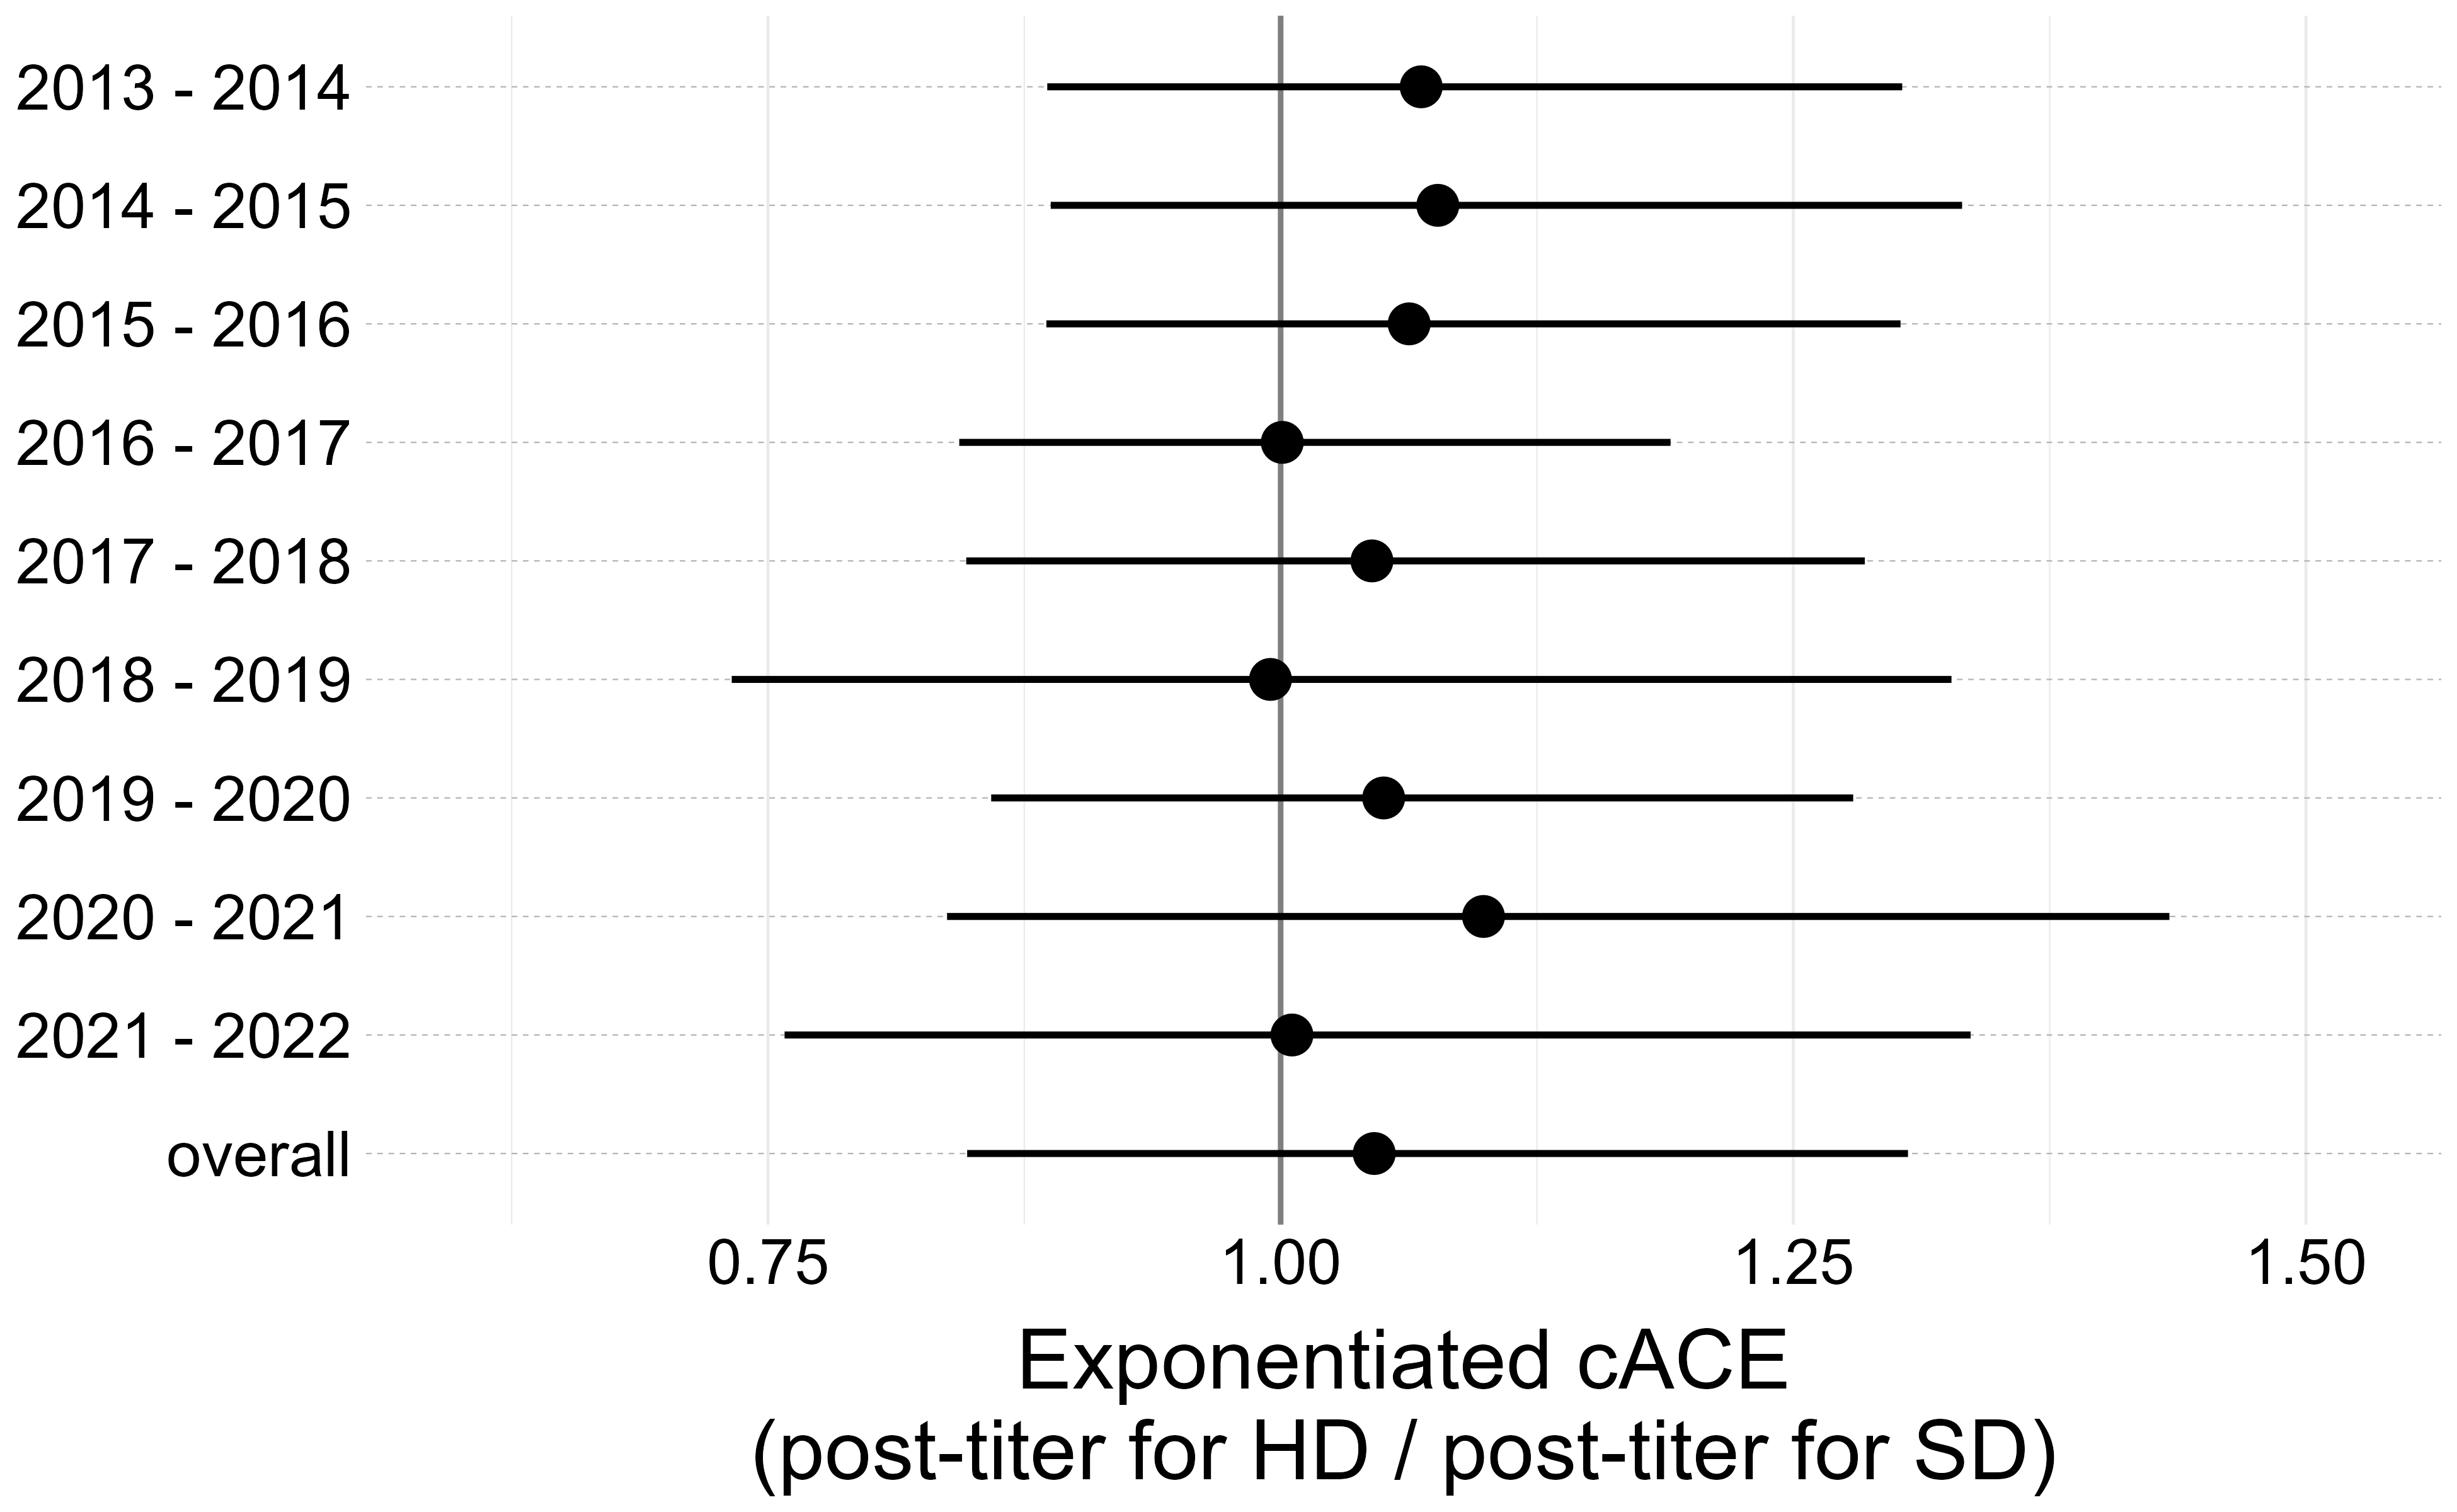 2013 - 2014
2014 - 2015
2015 - 2016
2016 - 2017
2017 - 2018
2018 - 2019
2019 - 2020
2020 - 2021
2021 - 2022
overall
0.75 1.00 1.25 1.50
Exponentiated cACE
(post-titer for HD / post-titer for SD)